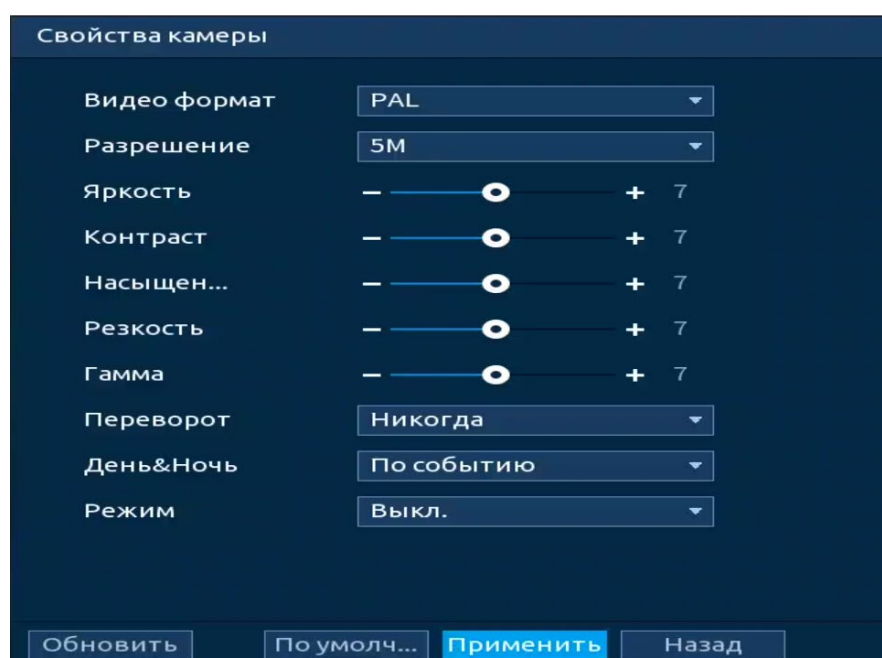 Свойства камеры
Видео формат PAL
Разрешение 5M
Яркость − + 7
Контраст − + 7
Насыщен... − + 7
Резкость − + 7
Гамма − + 7
Переворот Никогда
День&Ночь По событию
Режим Выкл.
Обновить По умолч... Применить Назад